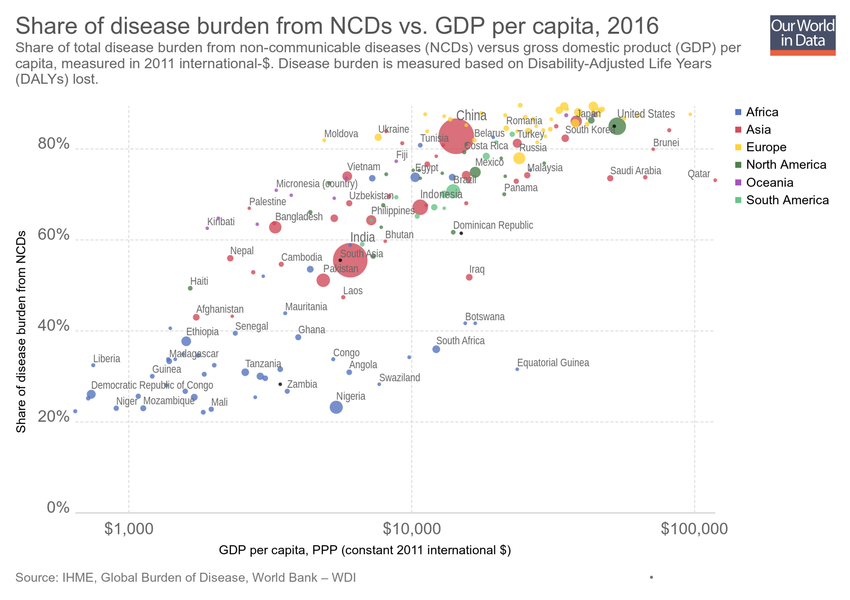 Share of disease burden from NCDs vs. GDP per capita, 2016
Our World
in Data
Share of total disease burden from non-communicable diseases (NCDs) versus gross domestic product (GDP) per
capita, measured in 2011 international-$. Disease burden is measured based on Disability-Adjusted Life Years
(DALYs) lost.
Africa
Asia
Europe
North America
Oceania
South America
Share of disease burden from NCDs
80%
60%
40%
20%
0%
China
United States
Japan
Romania
South Korea
Ukraine
Moldova
Tunisia
Belarus
Turkey
Costa Rica
Russia
Brunei
Fiji
Mexico
Vietnam
Egypt
Malaysia
Saudi Arabia
Qatar
Micronesia (country)
Brazil
Panama
Uzbekistan
Indonesia
Palestine
Philippines
Bangladesh
Kiribati
Dominican Republic
India
Bhutan
Nepal
Cambodia
South Asia
Pakistan
Iraq
Haiti
Laos
Afghanistan
Mauritania
Botswana
Ethiopia
Senegal
Ghana
South Africa
Madagascar
Liberia
Congo
Guinea
Tanzania
Angola
Equatorial Guinea
Democratic Republic of Congo
Zambia
Swaziland
Niger
Mozambique
Mali
Nigeria
$1,000
$10,000
$100,000
GDP per capita, PPP (constant 2011 international $)
Source: IHME, Global Burden of Disease, World Bank – WDI